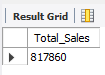 Result Grid
Total_Sales
817860